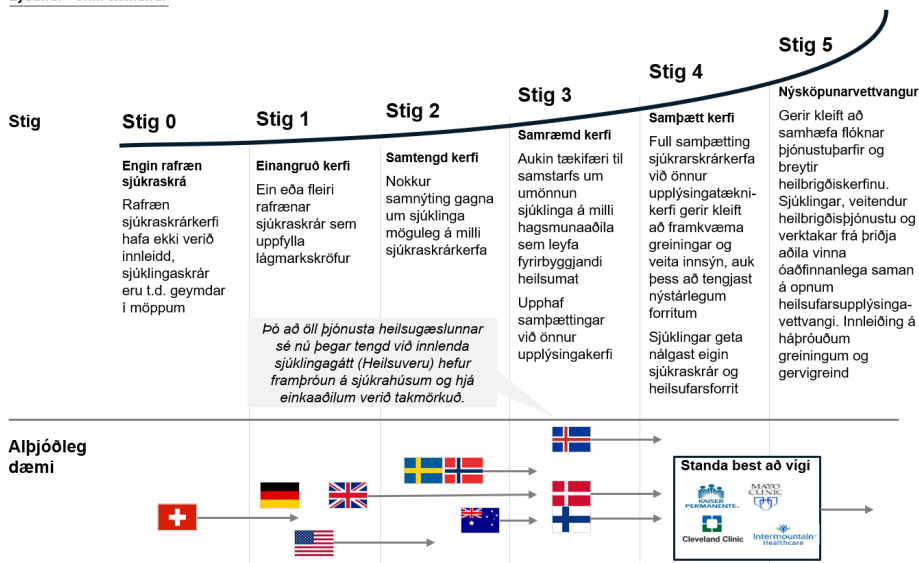 Stig
Stig 0
Engin rafræn
sjúkraskrá
Rafræn
sjúkraskrárkerfi
hafa ekki verið
innleidd,
sjúklingaskrár
eru t.d. geymdar
í möppum
Stig 1
Einangruð kerfi
Ein eða fleiri
rafrænar
sjúkraskrár sem
uppfylla
lágmarkskröfur
Stig 2
Samtengd kerfi
Nokkur
samnýting gagna
um sjúklinga
möguleg á milli
sjúkraskrárkerfa
Stig 3
Samræmd kerfi
Aukin tækifæri til
samstarfs um
umönnun
sjúklinga á milli
hagsmunaaðila
sem leyfa
fyrirbyggjandi
heilsumat
Upphaf
samþættingar
við önnur
upplýsingakerfi
Stig 4
Samþætt kerfi
Full samþætting
sjúkrarskrárkerfa
við önnur
upplýsingatækni-
kerfi gerir kleift
að framkvæma
greiningar og
veita innsýn, auk
þess að tengjast
nýstárlegum
forritum
Sjúklingar geta
nálgast eigin
sjúkraskrár og
heilsufarsforrit
Stig 5
Nýsköpunarvettvangur
Gerir kleift að
samhæfa flóknar
þjónustuþarfir og
breytir
heilbrigðiskerfinu.
Sjúklingar, veitendur
heilbrigðisþjónustu og
verktakar frá þriðja
aðila vinna
óaðfinnanlega saman
á opnum
heilsufarsupplýsinga-
vettvangi. Innleiðing á
háþróuðum
greiningum og
gervigreind
Þó að öll þjónusta heilsugæslunnar
sé nú þegar tengd við innlenda
sjúklingagátt (Heilsuveru) hefur
framþróun á sjúkrahúsum og hjá
einkaaðilum verið takmörkuð.
Alþjóðleg
dæmi
Standa best að vígi
KAISER
PERMANENTE
MAYO
CLINIC
Cleveland Clinic
Intermountain
Healthcare